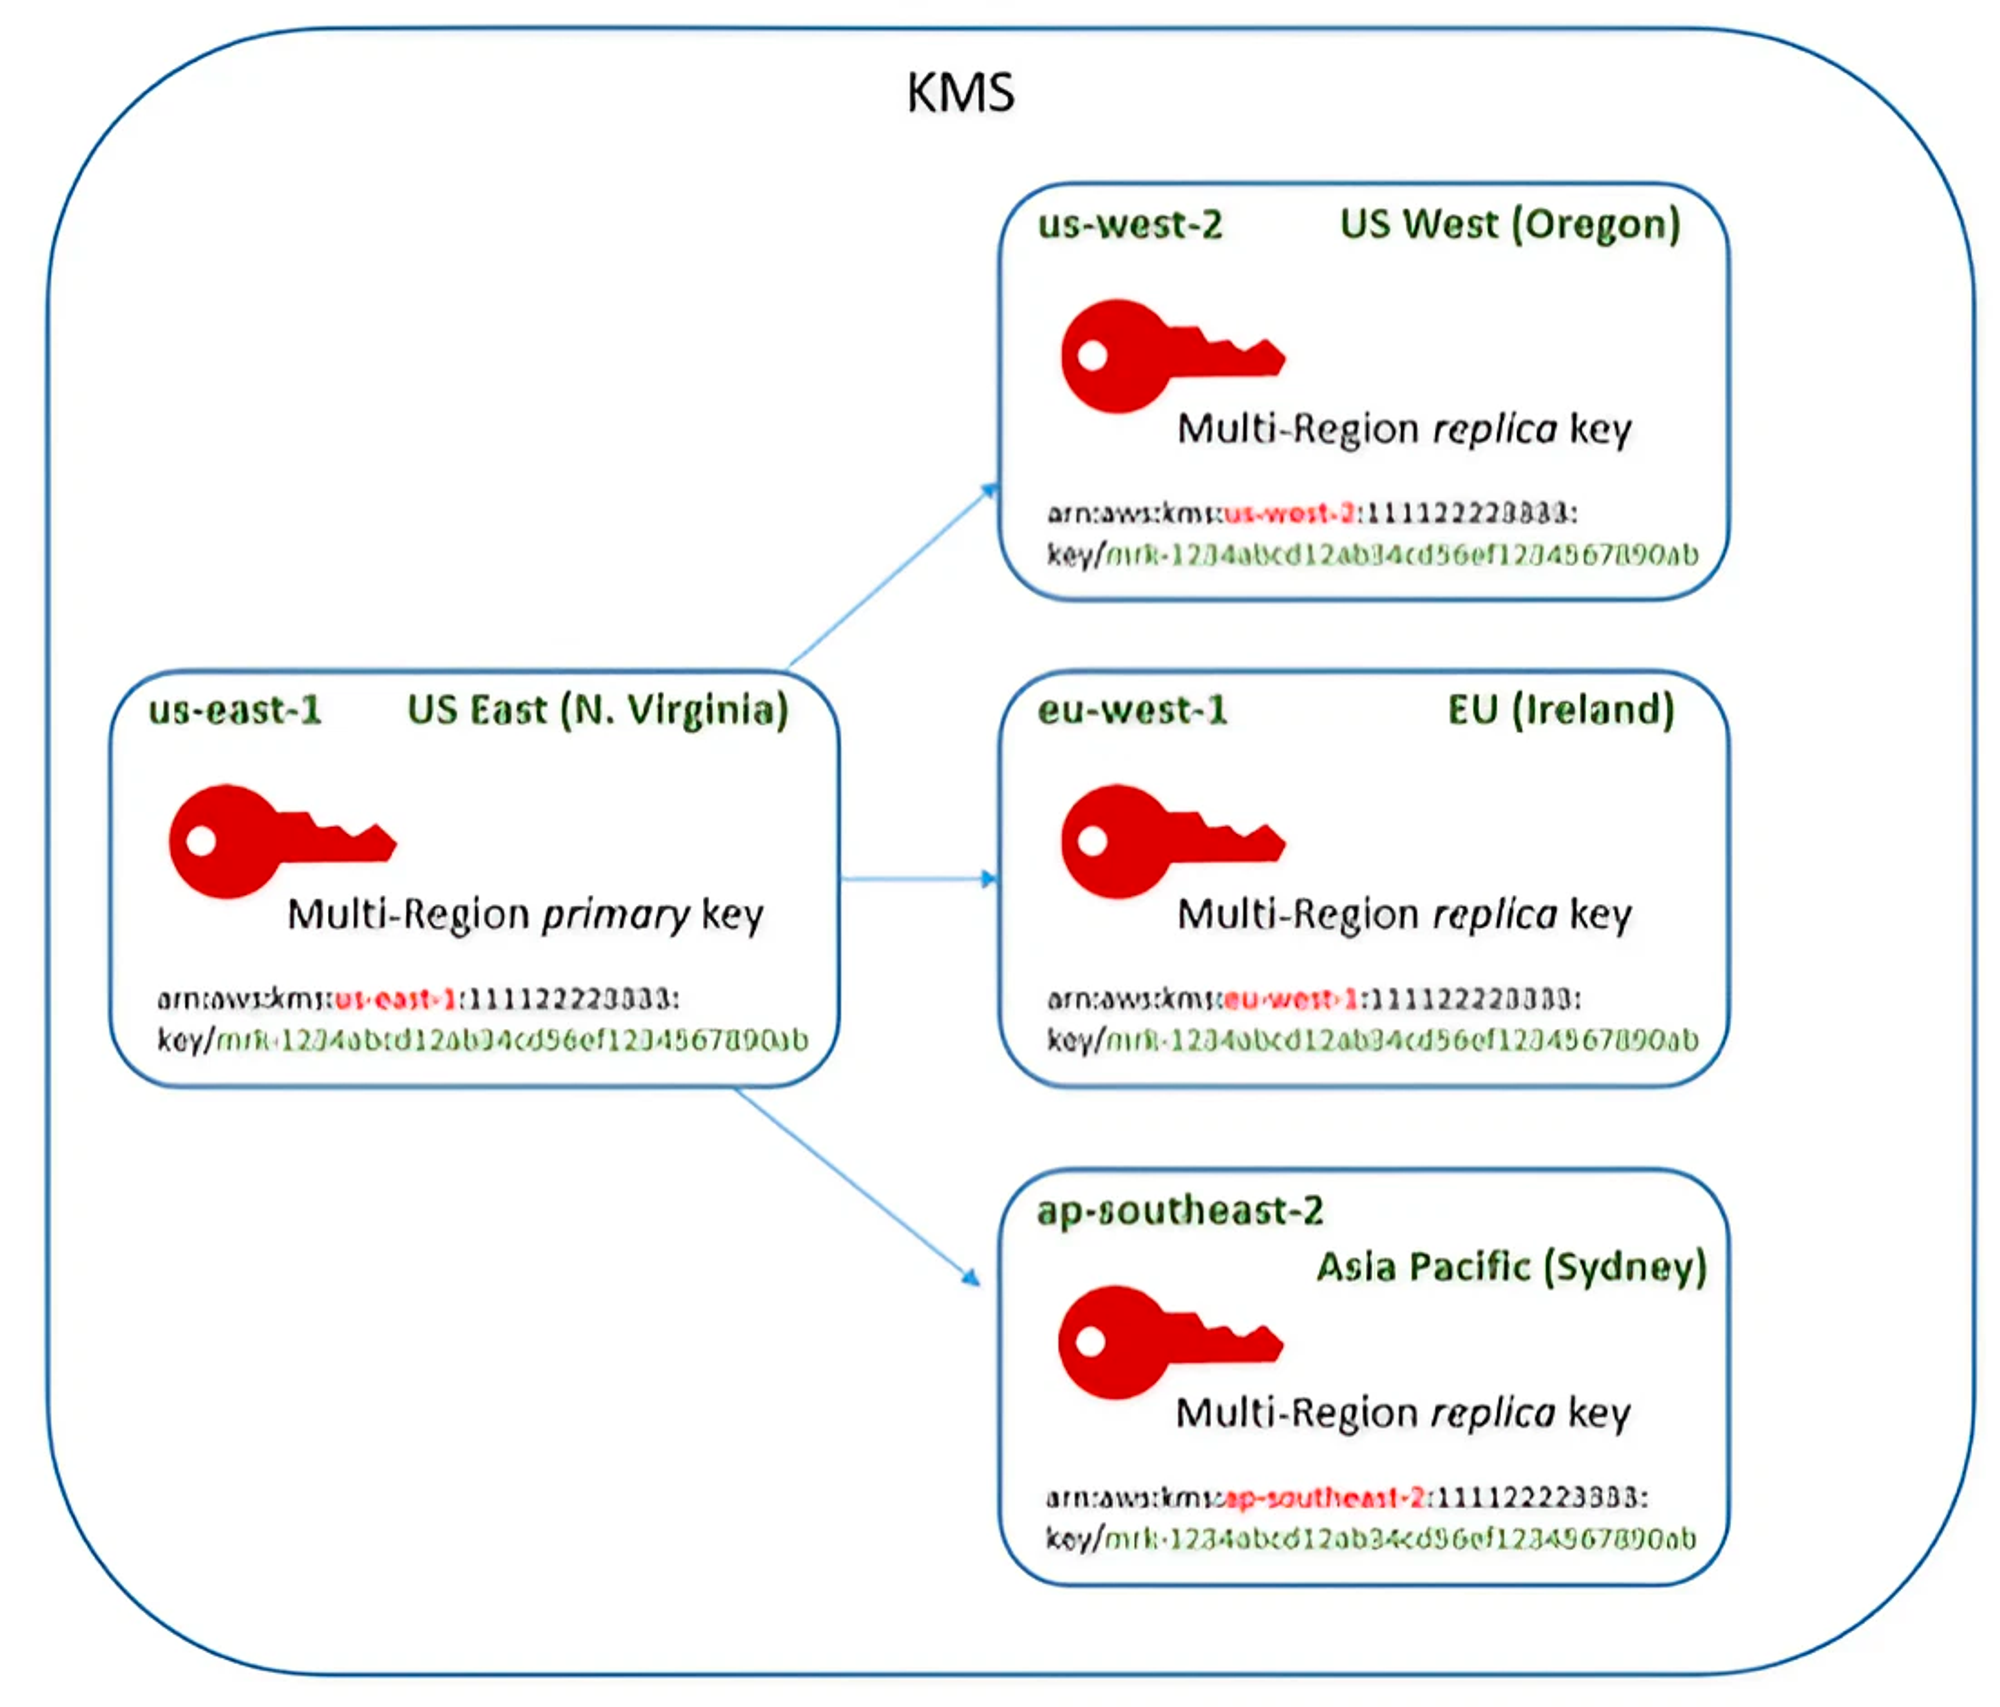 KMS
us-west-2 US West (Oregon)
Multi-Region replica key
arn:aws:kms:us-west-2:111122223333:
key/mrk-1234abcd12ab34cd56ef1234567890ab
us-east-1 US East (N. Virginia)
Multi-Region primary key
arn:aws:kms:us-east-1:111122223333:
key/mrk-1234abcd12ab34cd56ef1234567890ab
eu-west-1 EU (Ireland)
Multi-Region replica key
arn:aws:kms:eu-west-1:111122223333:
key/mrk-1234abcd12ab34cd56ef1234567890ab
ap-southeast-2
Asia Pacific (Sydney)
Multi-Region replica key
arn:aws:kms:ap-southeast-2:111122223333:
key/mrk-1234abcd12ab34cd56ef1234567890ab